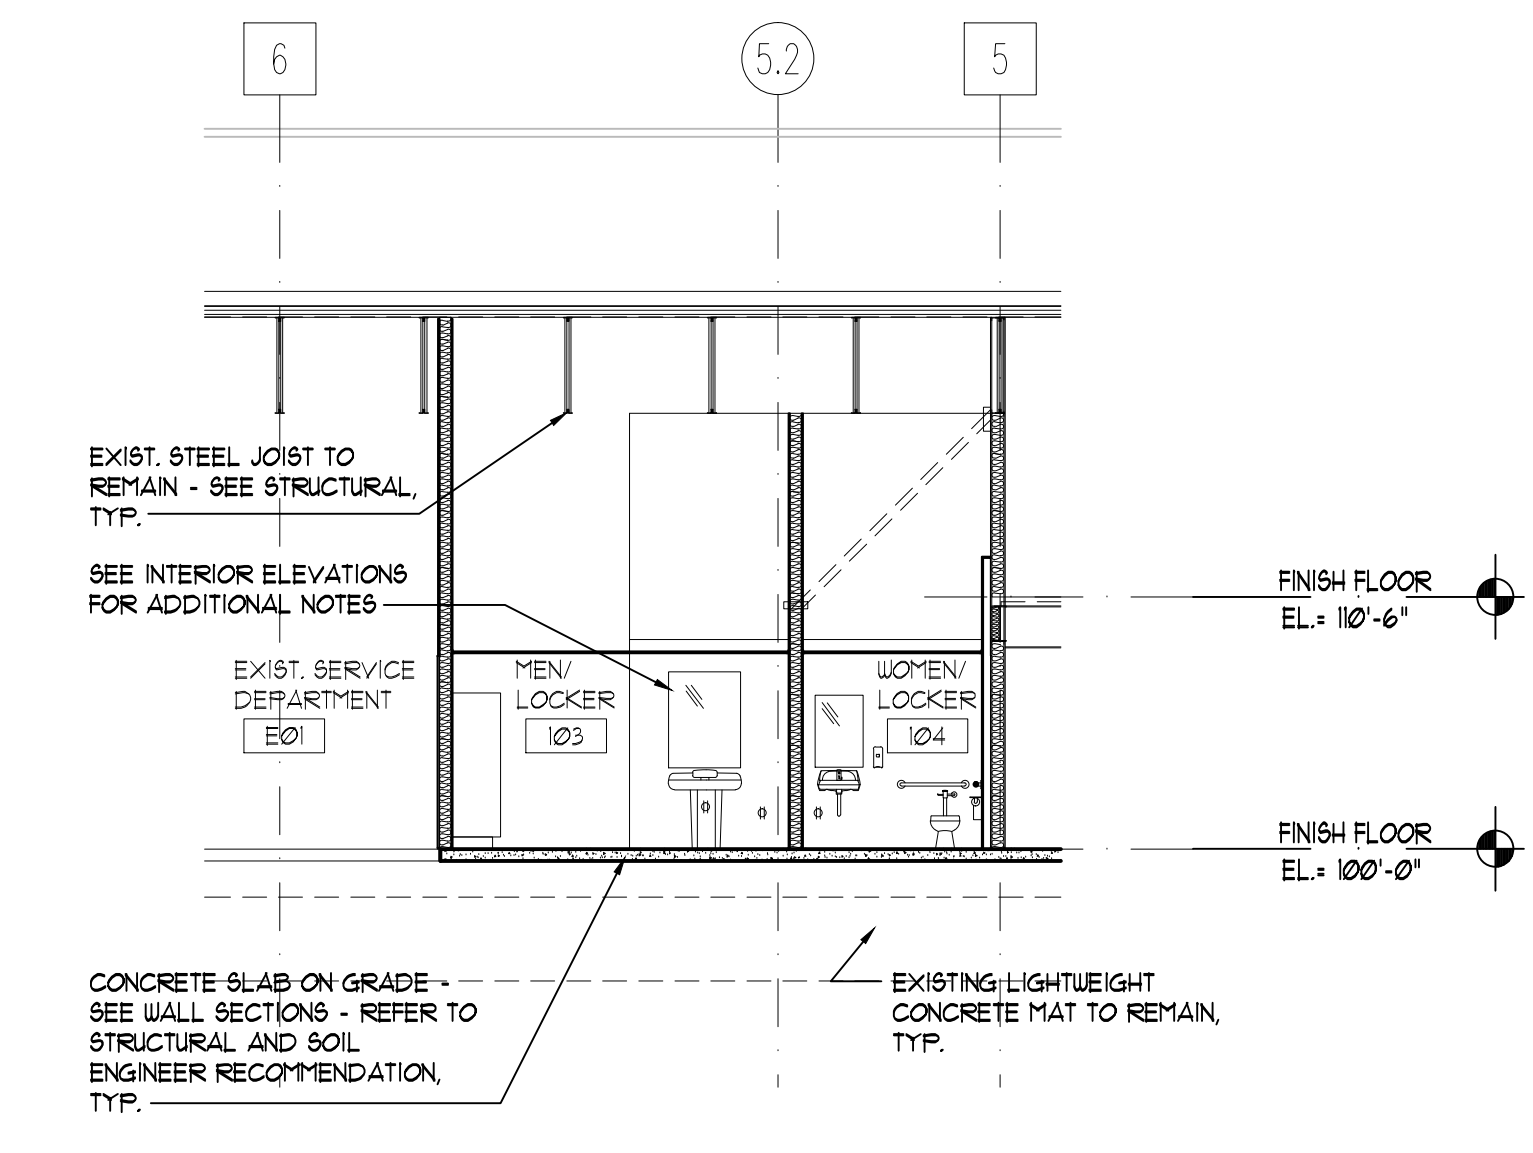 6
5.2
5
EXIST. STEEL JOIST TO
REMAIN - SEE STRUCTURAL,
TYP.
SEE INTERIOR ELEVATIONS
FOR ADDITIONAL NOTES
FINISH FLOOR
EL.= 110'-6"
EXIST. SERVICE
DEPARTMENT
E01
MEN/
LOCKER
103
WOMEN/
LOCKER
104
FINISH FLOOR
EL.= 100'-0"
CONCRETE SLAB ON GRADE -
SEE WALL SECTIONS - REFER TO
STRUCTURAL AND SOIL
ENGINEER RECOMMENDATION,
TYP.
EXISTING LIGHTWEIGHT
CONCRETE MAT TO REMAIN,
TYP.